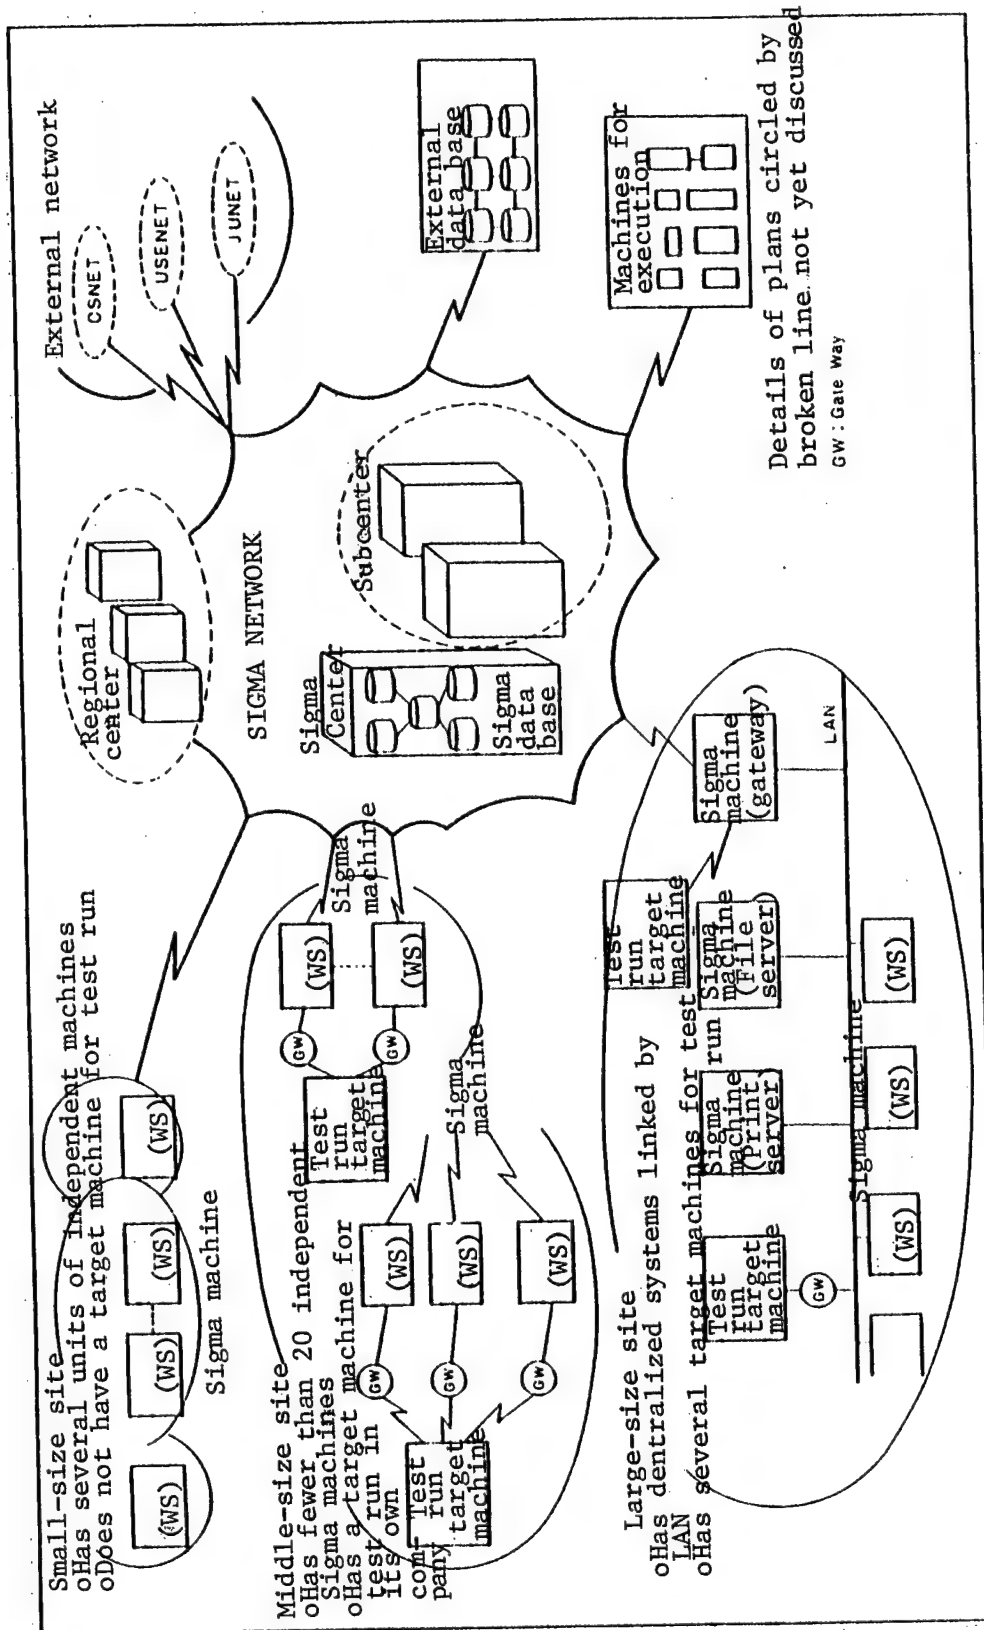 Small-size site
oHas several units of independent machines
oDoes not have a target machine for test run
(WS)
(WS)
(WS)
(WS)
Sigma machine
Middle-size site
oHas fewer than 20 independent
Sigma machines
oHas a target machine for
test run in
its own
com-
pany
Test
run
target
machine
GW
GW
GW
(WS)
(WS)
(WS)
Sigma
machine
Test
run
target
machine
GW
GW
(WS)
(WS)
Sigma
machine
Large-size site
oHas dentralized systems linked by
LAN
oHas several target machines for test run
Test
run
target
machine
GW
Sigma
machine
(Print
server)
Test
run
target
machine
Sigma
machine
(File
server)
Sigma
machine
(gateway)
LAN
Sigma machine
(WS)
(WS)
(WS)
Regional
center
SIGMA NETWORK
Sigma
Center
Sigma
data
base
Subcenter
External network
CSNET
USENET
JUNET
External
data base
Machines for
execution
Details of plans circled by
broken line not yet discussed
GW : Gate Way